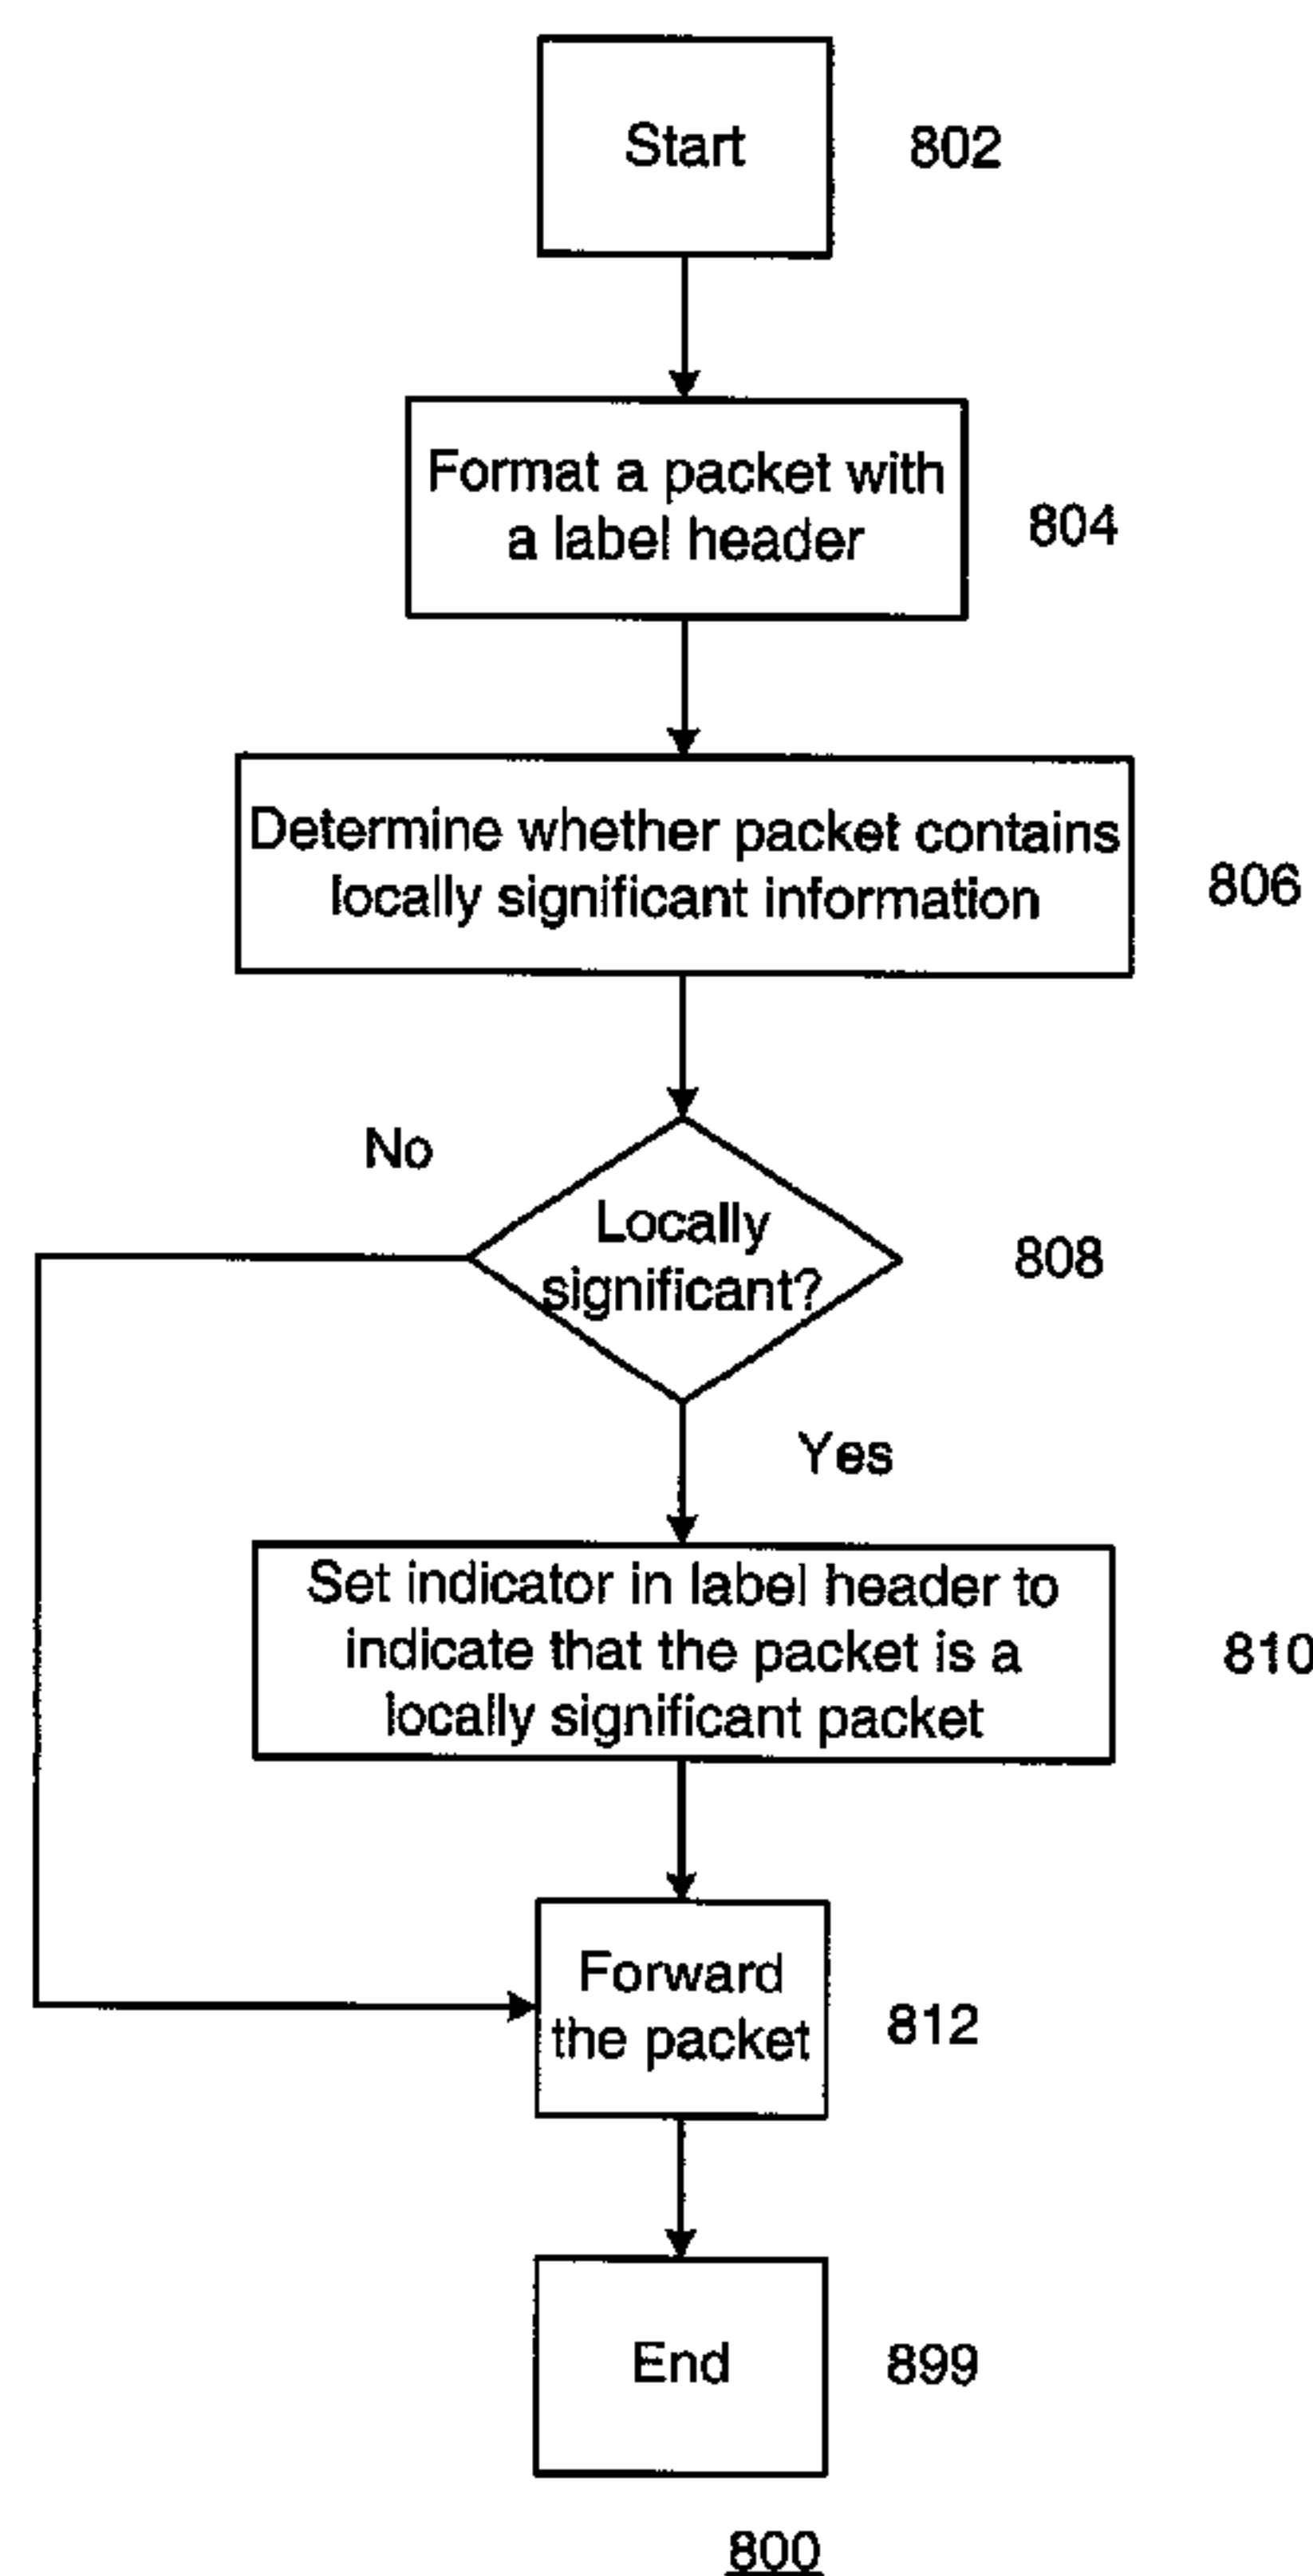 Start
802
Format a packet with
a label header
804
Determine whether packet contains
locally significant information
806
No
Locally
significant?
808
Yes
Set indicator in label header to
indicate that the packet is a
locally significant packet
810
Forward
the packet
812
End
899
800